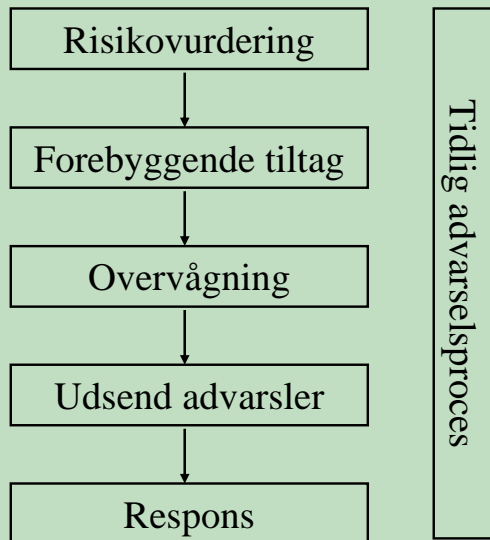 Risikovurdering
Forebyggende tiltag
Overvågning
Udsend advarsler
Respons
Tidlig advarselsproces